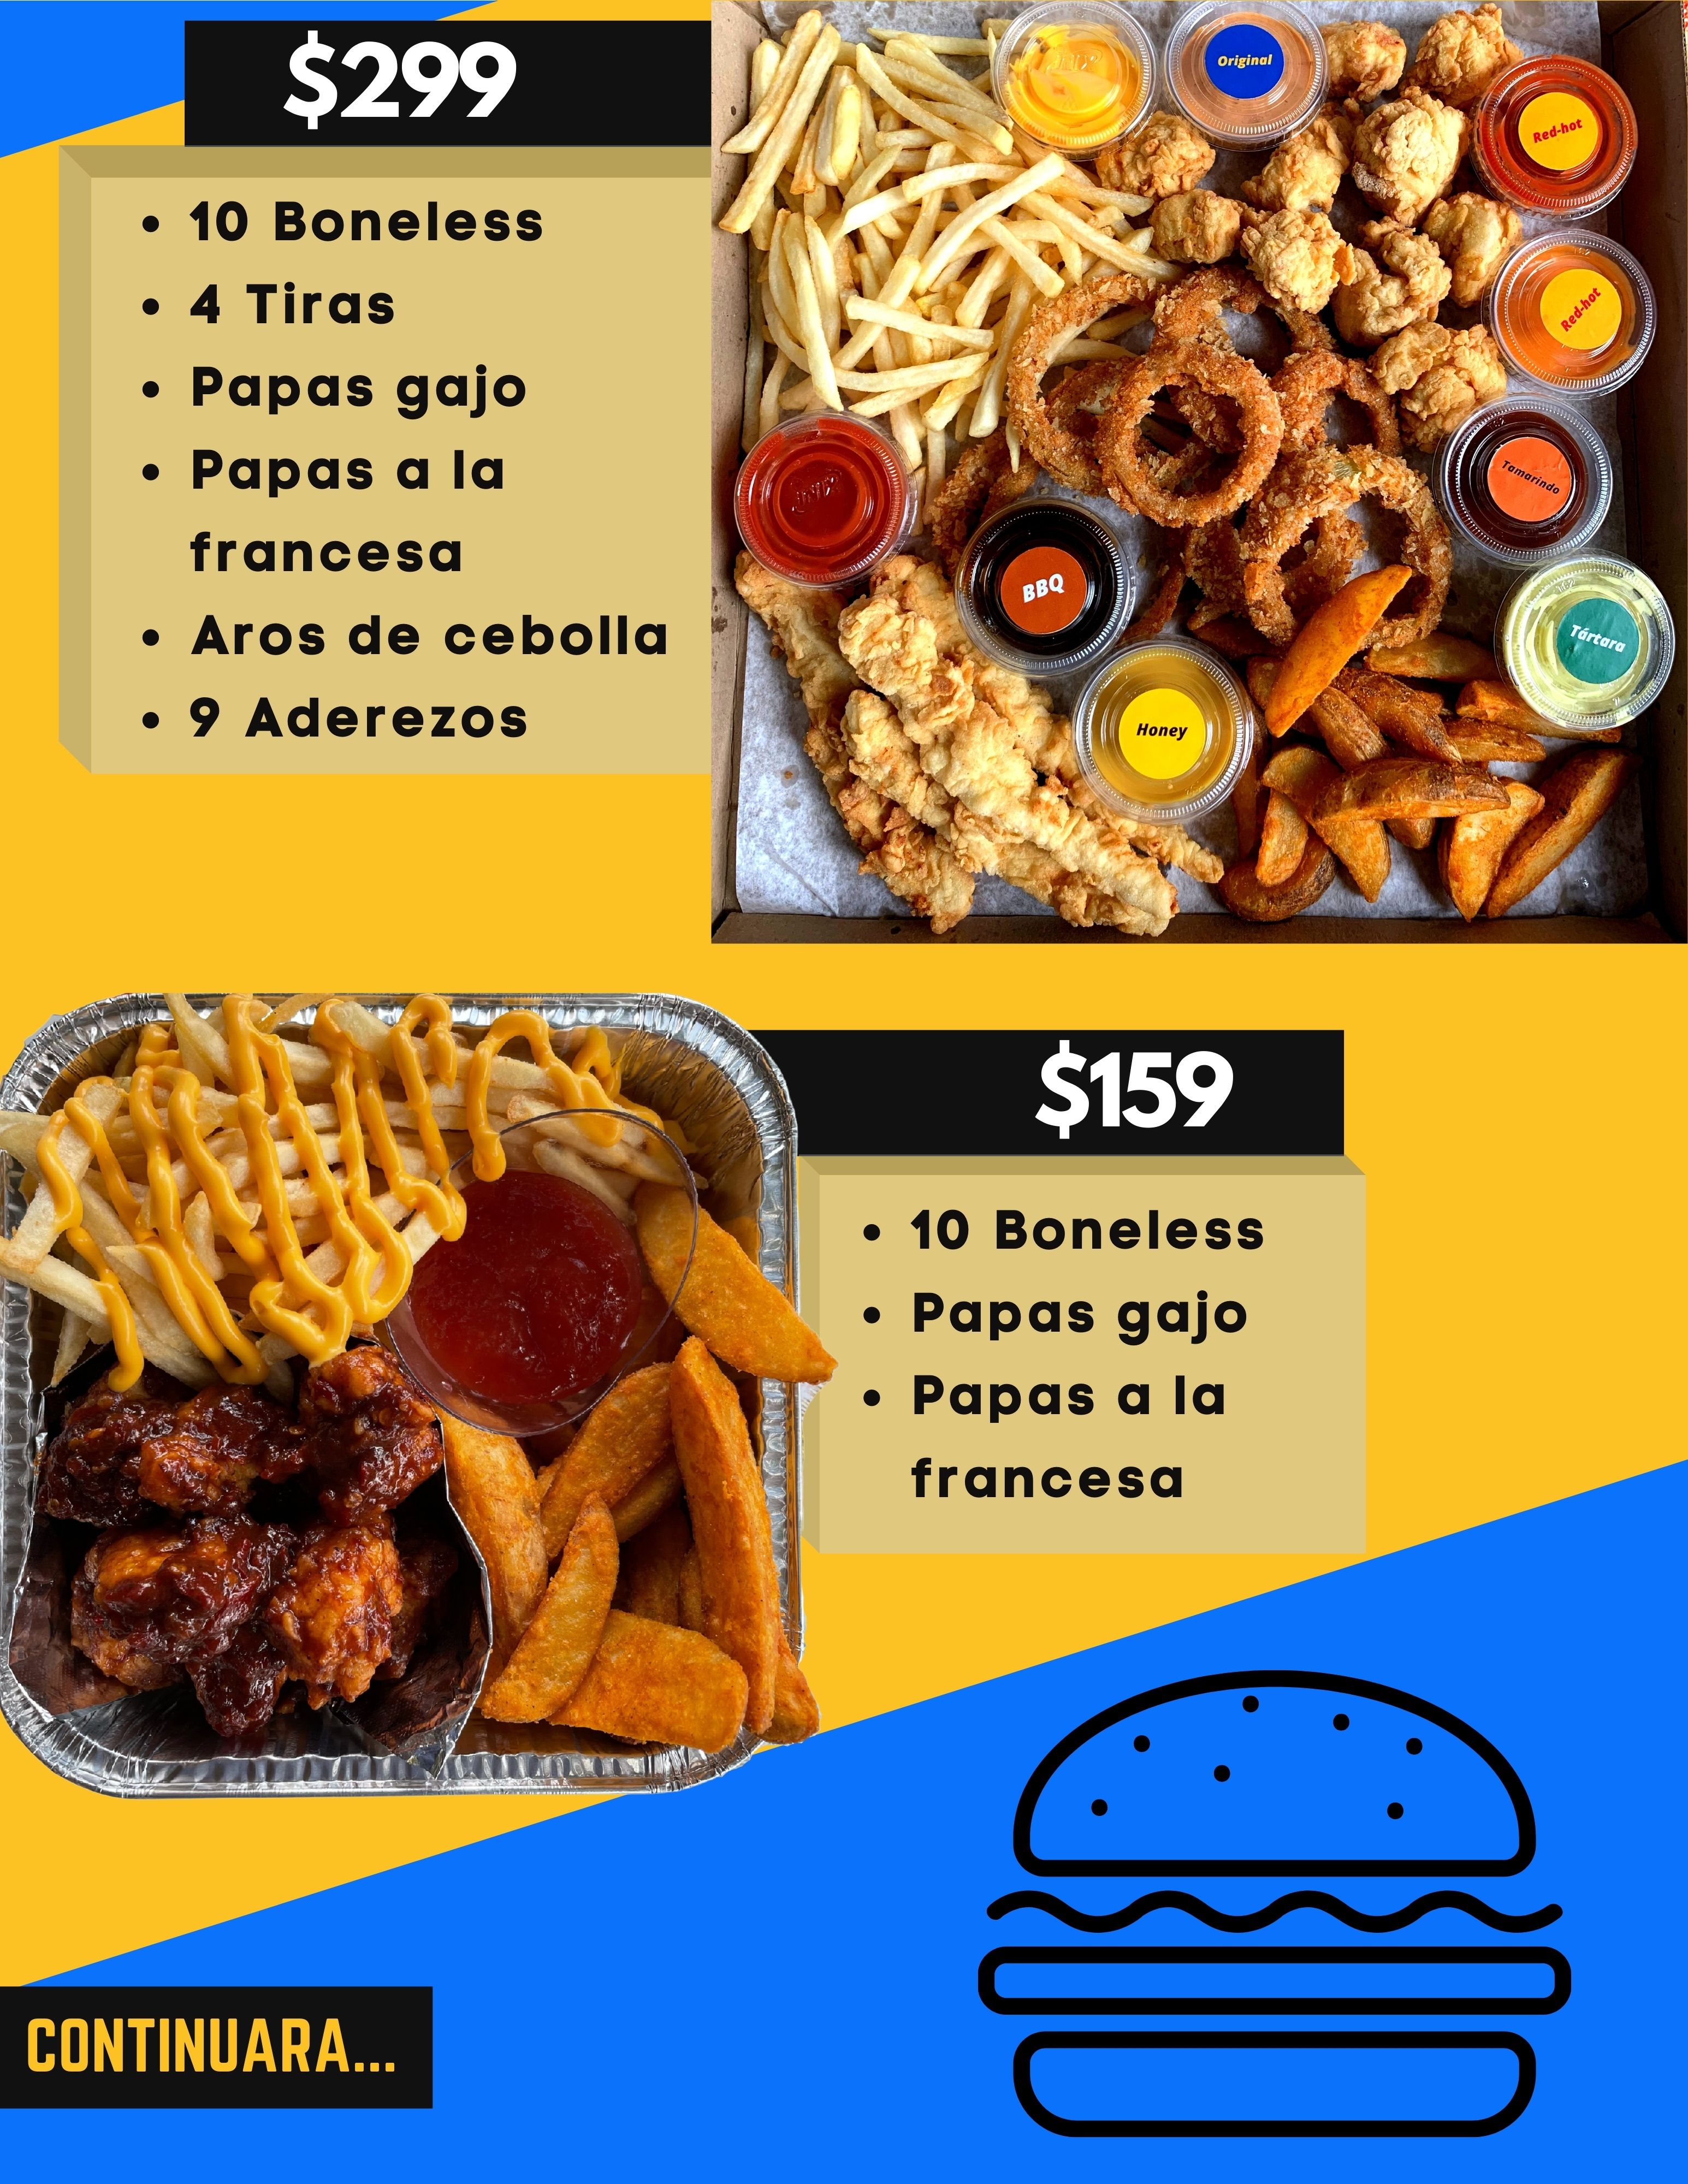 $299
• 10 Boneless
• 4 Tiras
• Papas gajo
• Papas a la
francesa
• Aros de cebolla
• 9 Aderezos
Original
Red-hot
Red-hot
Tamarindo
BBQ
Tártara
Honey
$159
• 10 Boneless
• Papas gajo
• Papas a la
francesa
CONTINUARA...